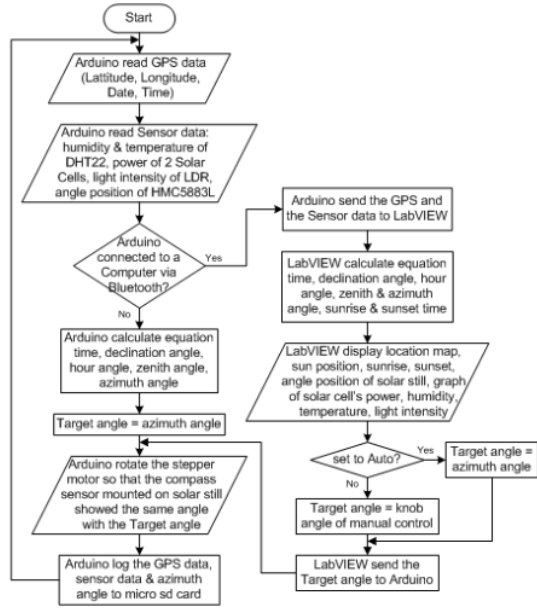 Start
Arduino read GPS data
(Lattitude, Longitude,
Date, Time)
Arduino read Sensor data:
humidity & temperature of
DHT22, power of 2 Solar
Cells, light intensity of LDR,
angle position of HMC5883L
Arduino
connected to a
Computer via
Bluetooth?
Yes
No
Arduino calculate equation
time, declination angle,
hour angle, zenith angle,
azimuth angle
Target angle = azimuth angle
Arduino rotate the stepper
motor so that the compass
sensor mounted on solar still
showed the same angle
with the Target angle
Arduino log the GPS data,
sensor data & azimuth
angle to micro sd card
Arduino send the GPS and
the Sensor data to LabVIEW
LabVIEW calculate equation
time, declination angle, hour
angle, zenith & azimuth
angle, sunrise & sunset time
LabVIEW display location map,
sun position, sunrise, sunset,
angle position of solar still, graph
of solar cell's power, humidity,
temperature, light intensity
set to Auto?
Yes
Target angle =
azimuth angle
No
Target angle = knob
angle of manual control
LabVIEW send the
Target angle to Arduino